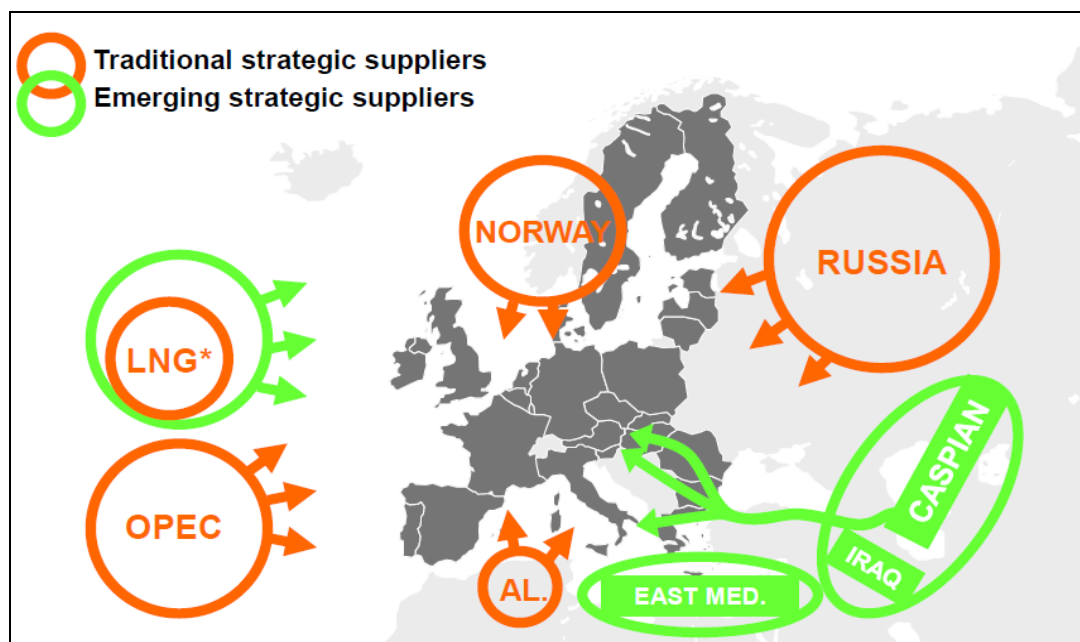 Traditional strategic suppliers
Emerging strategic suppliers
NORWAY
RUSSIA
LNG*
CASPIAN
OPEC
IRAQ
AL.
EAST MED.